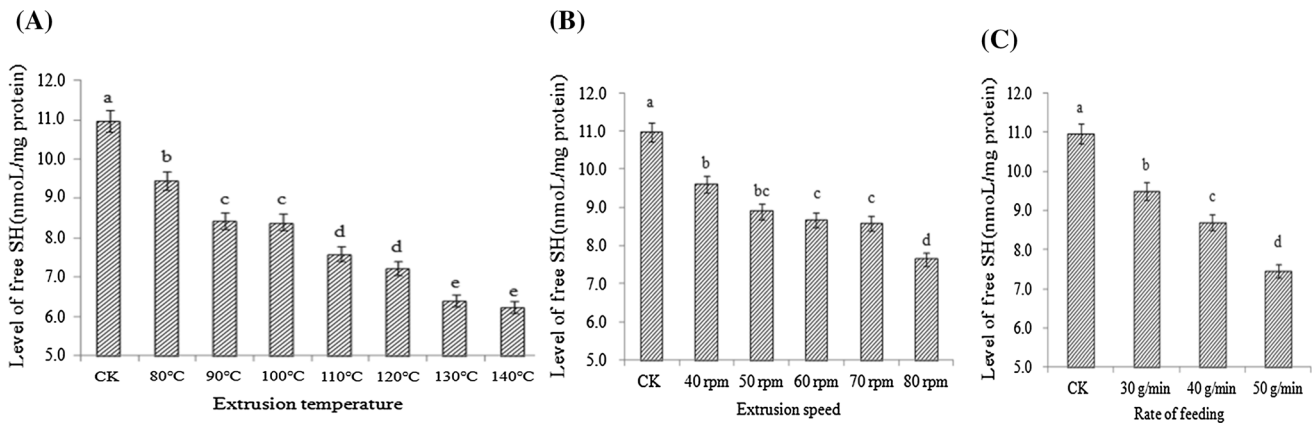 (A)
Level of free SH(nmoL/mg protein)
12.0
11.0
10.0
9.0
8.0
7.0
6.0
5.0
a
b
c
c
d
d
e
e
CK 80°C 90°C 100°C 110°C 120°C 130°C 140°C
Extrusion temperature
(B)
Level of free SH(nmoL/mg protein)
12.0
11.0
10.0
9.0
8.0
7.0
6.0
5.0
a
b
bc
c
c
d
CK 40 rpm 50 rpm 60 rpm 70 rpm 80 rpm
Extrusion speed
(C)
Level of free SH(nmoL/mg protein)
12.0
11.0
10.0
9.0
8.0
7.0
6.0
5.0
a
b
c
d
CK 30 g/min 40 g/min 50 g/min
Rate of feeding